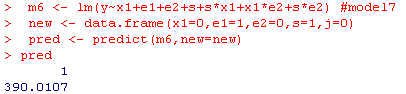 > m6 <- lm(y~x1+e1+e2+s+s*x1+x1*e2+s*e2) #model7
> new <- data.frame(x1=0,e1=1,e2=0,s=1,j=0)
> pred <- predict(m6,new=new)
> pred
1
390.0107